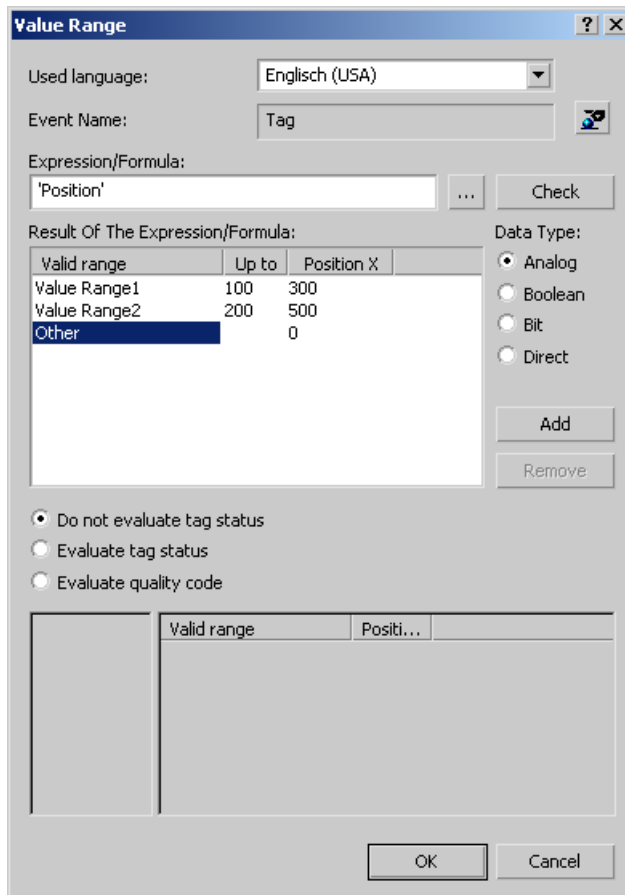 Value Range
Used language:
Englisch (USA)
Event Name:
Tag
Expression/Formula:
'Position'
...
Check
Result Of The Expression/Formula:
Data Type:
Valid range Up to Position X
Value Range1 100 300
Value Range2 200 500
Other 0
Analog
Boolean
Bit
Direct
Add
Remove
Do not evaluate tag status
Evaluate tag status
Evaluate quality code
Valid range Positi...
OK
Cancel